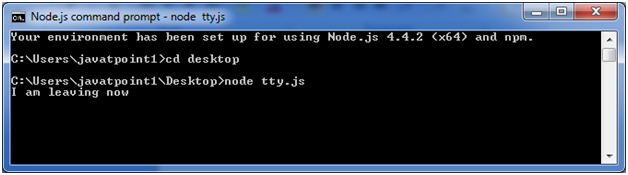 Node.js command prompt - node  tty.js
Your environment has been set up for using Node.js 4.4.2 (x64) and npm.
C:\Users\javatpoint1>cd desktop
C:\Users\javatpoint1\Desktop>node tty.js
I am leaving now